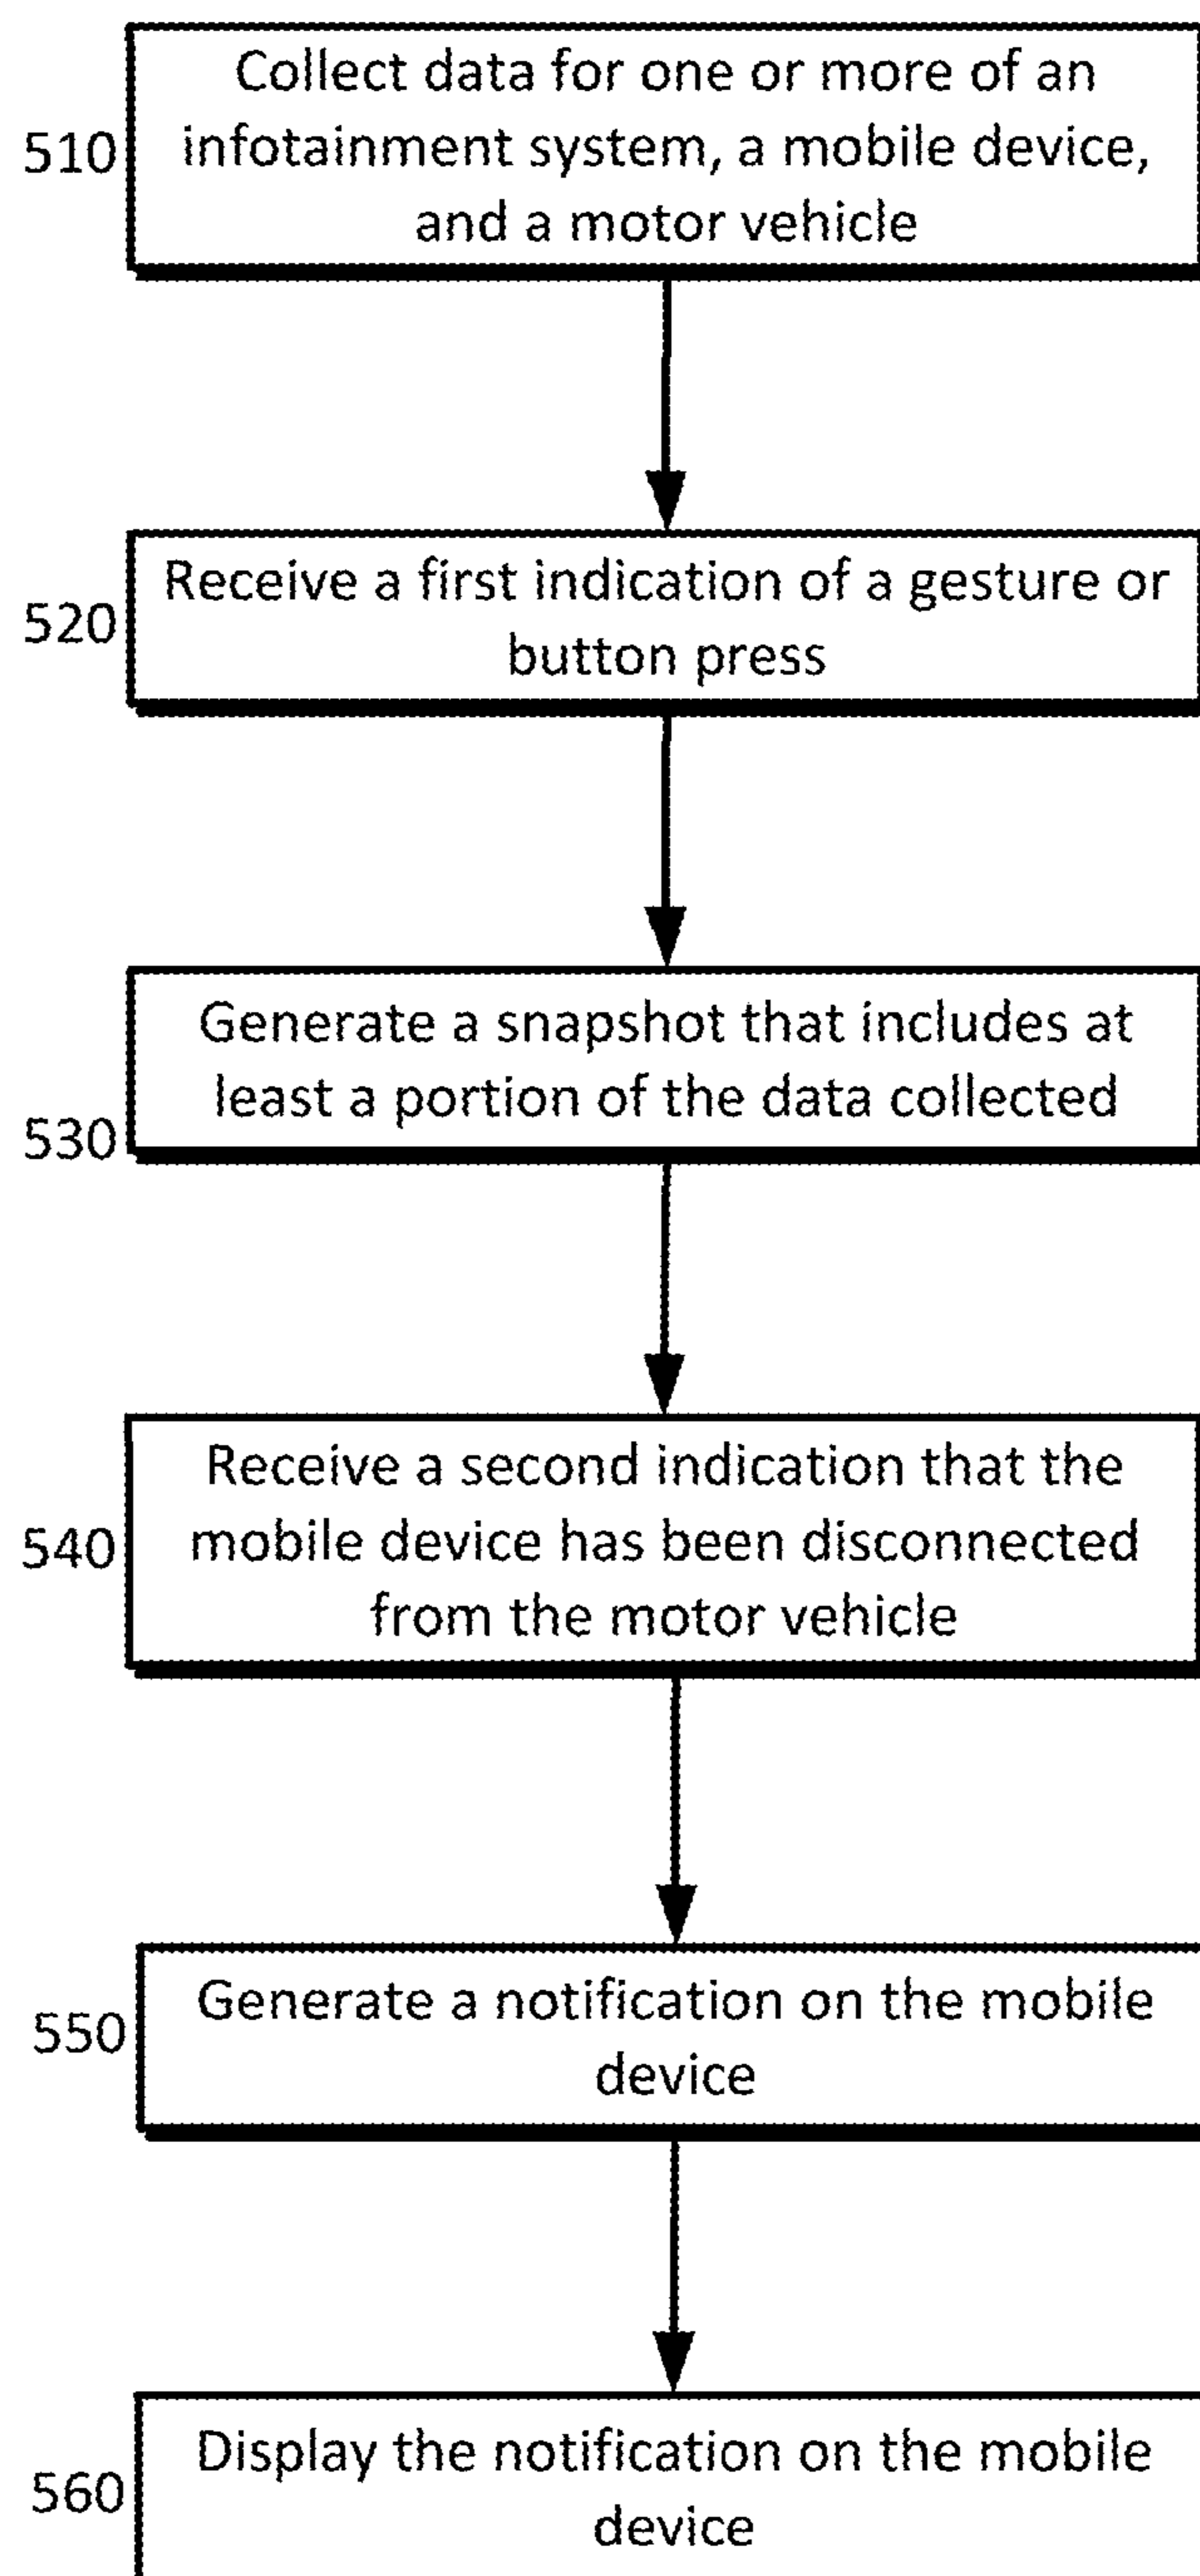 Collect data for one or more of an
510
infotainment system, a mobile device,
and a motor vehicle
Receive a first indication of a gesture or
520
button press
Generate a snapshot that includes at
least a portion of the data collected
530
Receive a second indication that the
540
mobile device has been disconnected
from the motor vehicle
Generate a notification on the mobile
550
device
Display the notification on the mobile
560
device